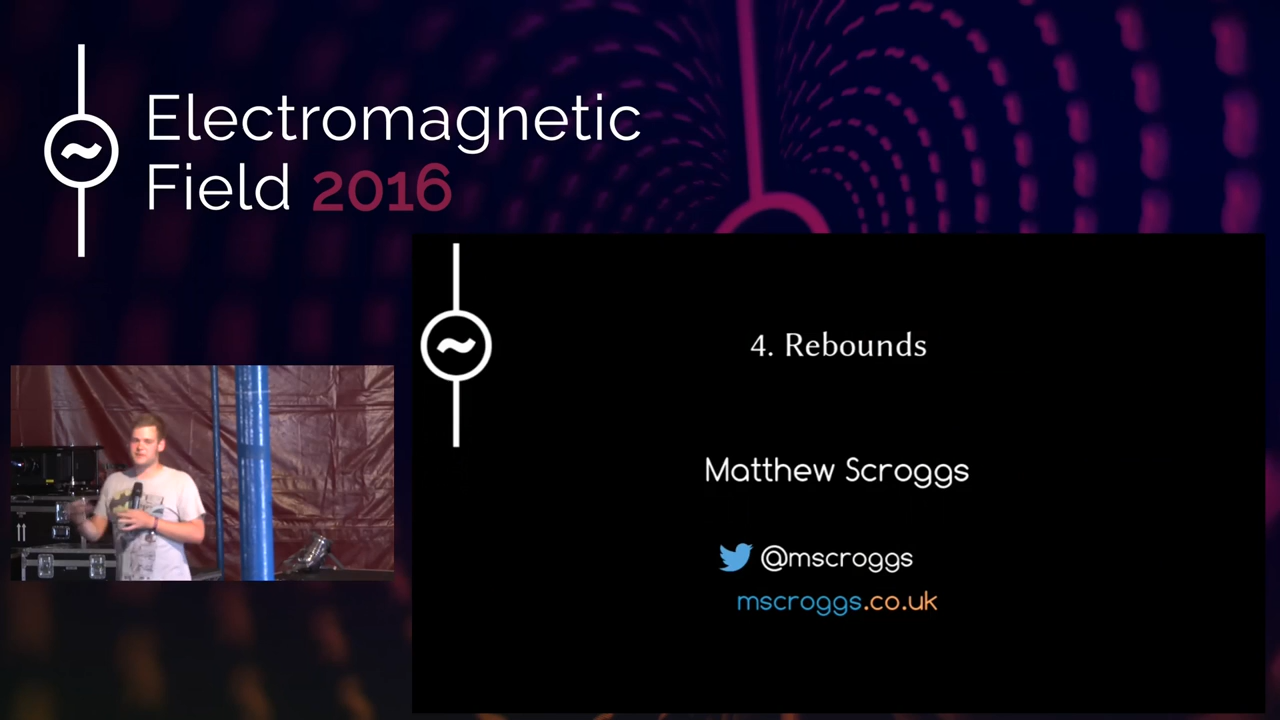 Electromagnetic
Field 2016
4. Rebounds
Matthew Scroggs
@mscroggs
mscroggs.co.uk